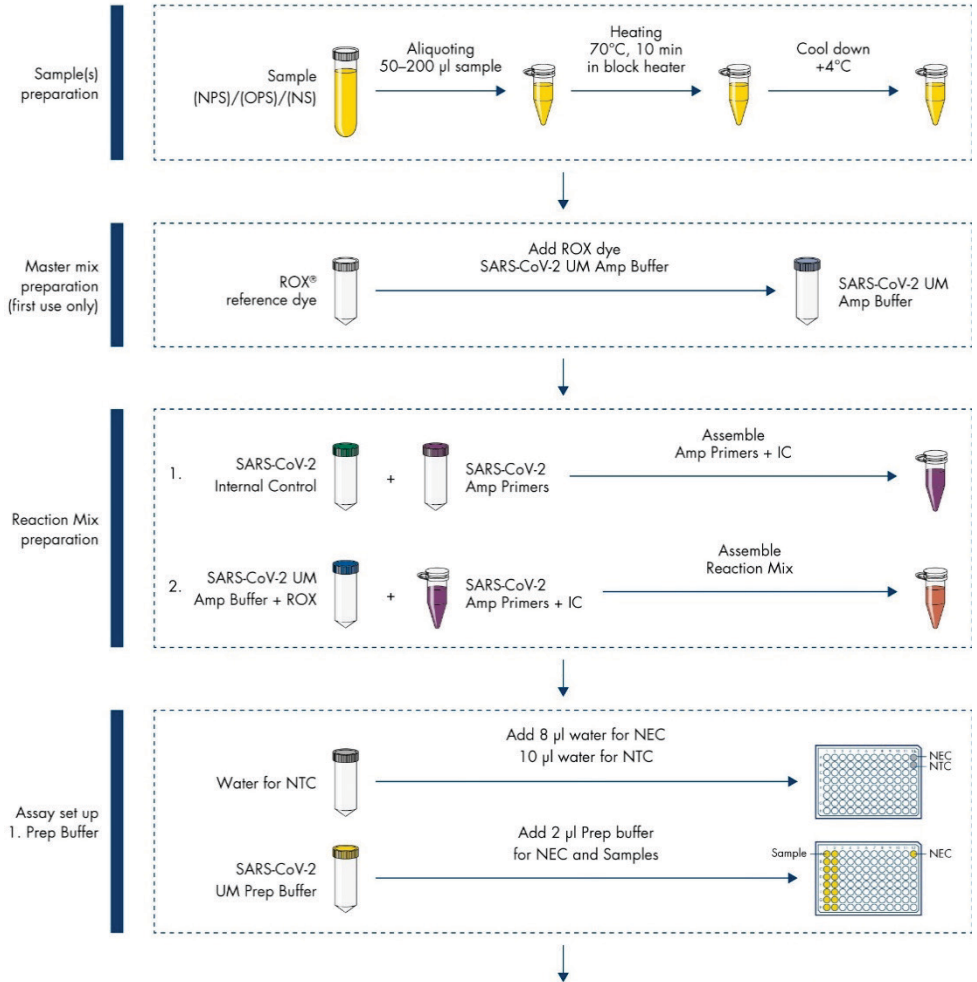 Sample(s)
preparation
Sample
(NPS)/(OPS)/(NS)
Aliquoting
50–200 µl sample
Heating
70°C, 10 min
in block heater
Cool down
+4°C
Master mix
preparation
(first use only)
ROX®
reference dye
Add ROX dye
SARS-CoV-2 UM Amp Buffer
SARS-CoV-2 UM
Amp Buffer
Reaction Mix
preparation
1.
SARS-CoV-2
Internal Control
+
SARS-CoV-2
Amp Primers
Assemble
Amp Primers + IC
2.
SARS-CoV-2 UM
Amp Buffer + ROX
+
SARS-CoV-2
Amp Primers + IC
Assemble
Reaction Mix
Assay set up
1. Prep Buffer
Water for NTC
Add 8 µl water for NEC
10 µl water for NTC
NEC
NTC
SARS-CoV-2
UM Prep Buffer
Add 2 µl Prep buffer
for NEC and Samples
Sample
NEC